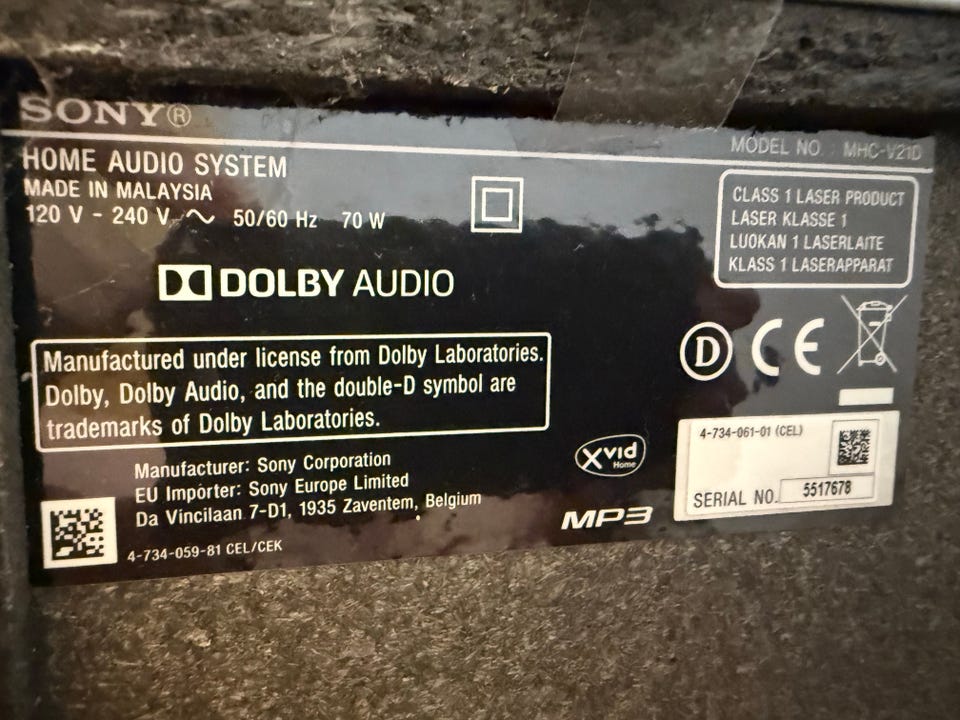 SONY®
MODEL NO. MHC-V21D
HOME AUDIO SYSTEM
MADE IN MALAYSIA
120 V - 240 V ~ 50/60 Hz 70 W
CLASS 1 LASER PRODUCT
LASER KLASSE 1
LUOKAN 1 LASERLAITE
KLASS 1 LASERAPPARAT
DOLBY AUDIO
D CE
Manufactured under license from Dolby Laboratories.
Dolby, Dolby Audio, and the double-D symbol are
trademarks of Dolby Laboratories.
Manufacturer: Sony Corporation
EU Importer: Sony Europe Limited
Da Vincilaan 7-D1, 1935 Zaventem, Belgium
4-734-059-81 CEL/CEK
Xvid
Home
MP3
4-734-061-01 (CEL)
SERIAL NO. 5517678